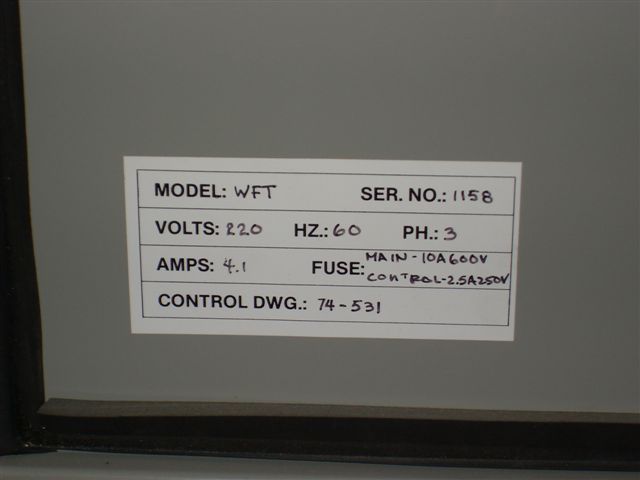 MODEL: WFT SER. NO.: 1158
VOLTS: 220 HZ.: 60 PH.: 3
AMPS: 4.1 FUSE: MAIN-10A600V
CONTROL-2.5A250V
CONTROL DWG.: 74-531